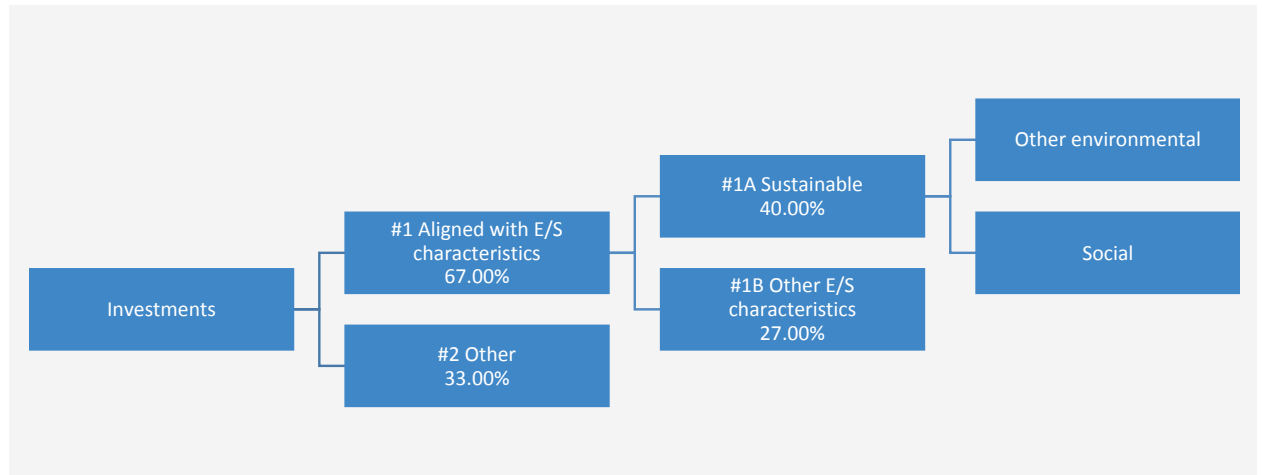 Investments
#1 Aligned with E/S
characteristics
67.00%
#2 Other
33.00%
#1A Sustainable
40.00%
#1B Other E/S
characteristics
27.00%
Other environmental
Social